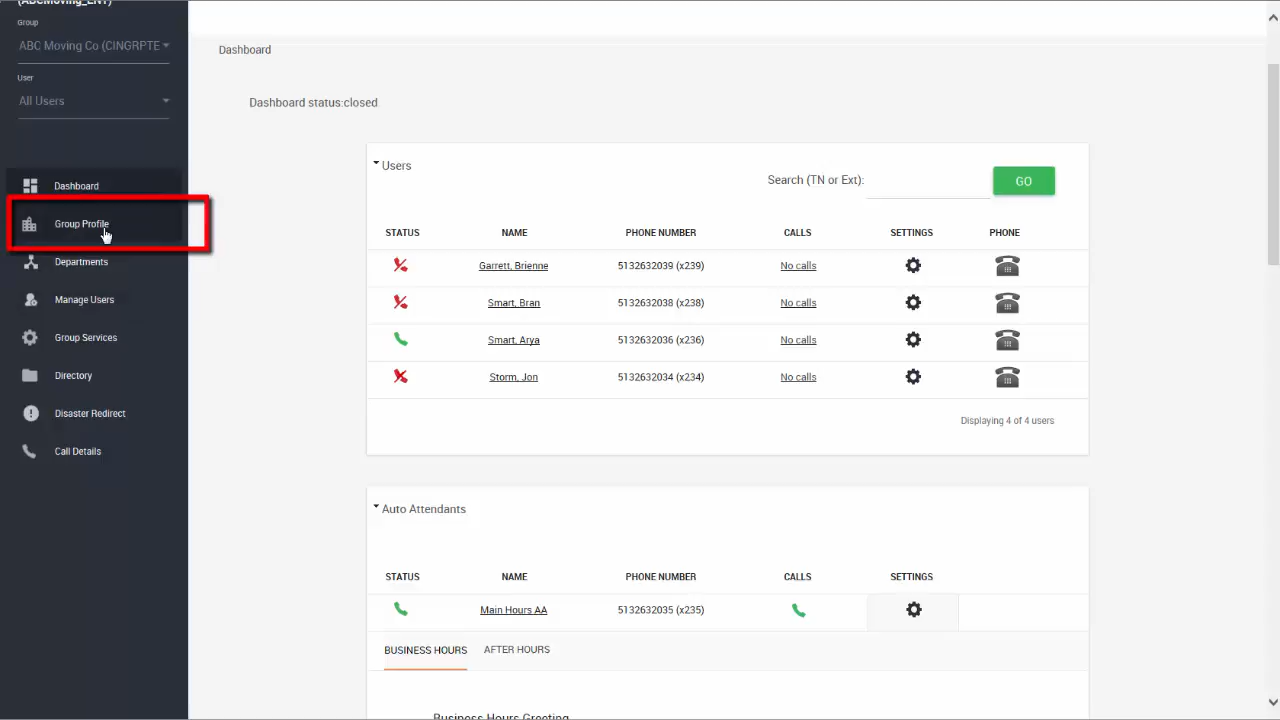 (ABCMoving_ENT)
Group
ABC Moving Co (CINGRPTE
User
All Users
Dashboard
Group Profile
Departments
Manage Users
Group Services
Directory
Disaster Redirect
Call Details
Dashboard
Dashboard status:closed
Users
Search (TN or Ext):
GO
STATUS NAME PHONE NUMBER CALLS SETTINGS PHONE
Garrett, Brienne 5132632039 (x239) No calls
Smart, Bran 5132632038 (x238) No calls
Smart, Arya 5132632036 (x236) No calls
Storm, Jon 5132632034 (x234) No calls
Displaying 4 of 4 users
Auto Attendants
STATUS NAME PHONE NUMBER CALLS SETTINGS
Main Hours AA 5132632035 (x235)
BUSINESS HOURS AFTER HOURS
Business Hours Greeting